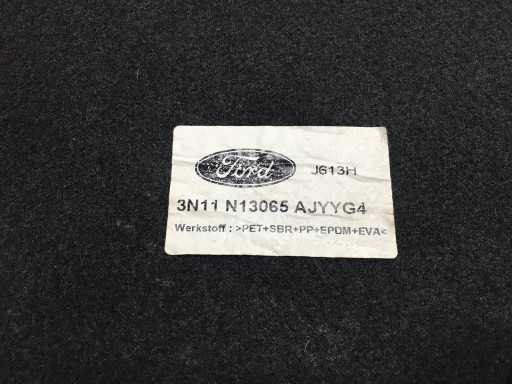 Ford J613H
3N11 N13065 AJYYG4
Werkstoff : >PET+SBR+PP+EPDM+EVA<